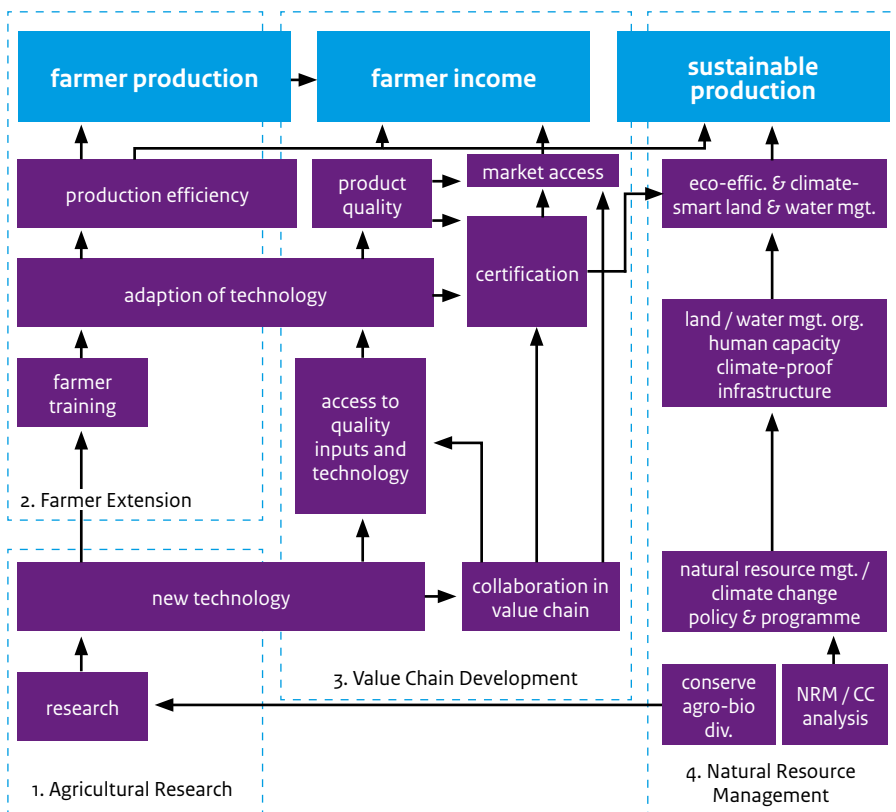 farmer production
farmer income
sustainable
production
production efficiency
product
quality
market access
eco-effic. & climate-
smart land & water mgt.
adaption of technology
certification
land / water mgt. org.
human capacity
climate-proof
infrastructure
farmer
training
access to
quality
inputs and
technology
2. Farmer Extension
new technology
collaboration in
value chain
natural resource mgt. /
climate change
policy & programme
research
3. Value Chain Development
conserve
agro-bio
div.
NRM / CC
analysis
1. Agricultural Research
4. Natural Resource
Management